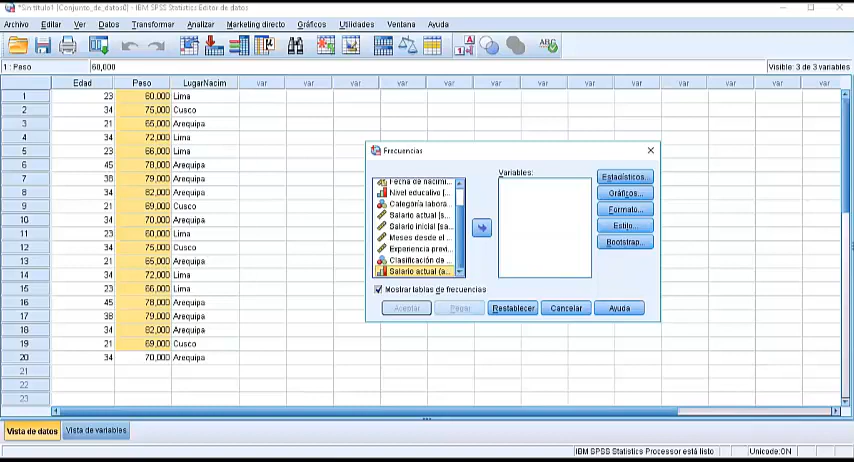 *Sin título1 [Conjunto_de_datos0] - IBM SPSS Statistics Editor de datos
Archivo Editar Ver Datos Transformar Analizar Marketing directo Gráficos Utilidades Ventana Ayuda
1 : Peso 60,000 Visible: 3 de 3 variables
Edad Peso LugarNacim var var var var var var var var var var var
1 23 60,000 Lima
2 34 75,000 Cusco
3 21 65,000 Arequipa
4 34 72,000 Lima
5 23 66,000 Lima
6 45 78,000 Arequipa
7 38 79,000 Arequipa
8 34 82,000 Arequipa
9 21 69,000 Cusco
10 34 70,000 Arequipa
11 23 60,000 Lima
12 34 75,000 Cusco
13 21 65,000 Arequipa
14 34 72,000 Lima
15 23 66,000 Lima
16 45 78,000 Arequipa
17 38 79,000 Arequipa
18 34 82,000 Arequipa
19 21 69,000 Cusco
20 34 70,000 Arequipa
21
22
23
Frecuencias
Variables:
Fecha de nacimi...
Nivel educativo [...
Categoría labora...
Salario actual [s...
Salario inicial [sa...
Meses desde el ...
Experiencia previ...
Clasificación de ...
Salario actual (a...
Estadísticos...
Gráficos...
Formato...
Estilo...
Bootstrap...
Mostrar tablas de frecuencias
Aceptar Pegar Restablecer Cancelar Ayuda
Vista de datos Vista de variables
IBM SPSS Statistics Processor está listo Unicode:ON